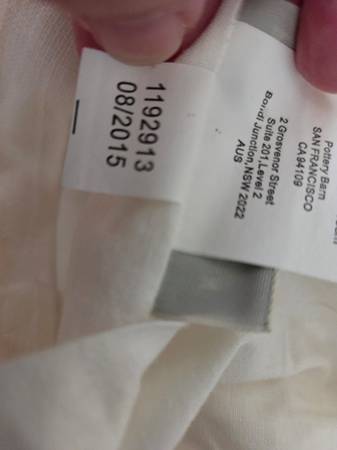 1192913
08/2015
Pottery Barn
SAN FRANCISCO
CA 94109
2 Grosvenor Street
Suite 201, Level 2
Bondi Junction, NSW 2022
AUS